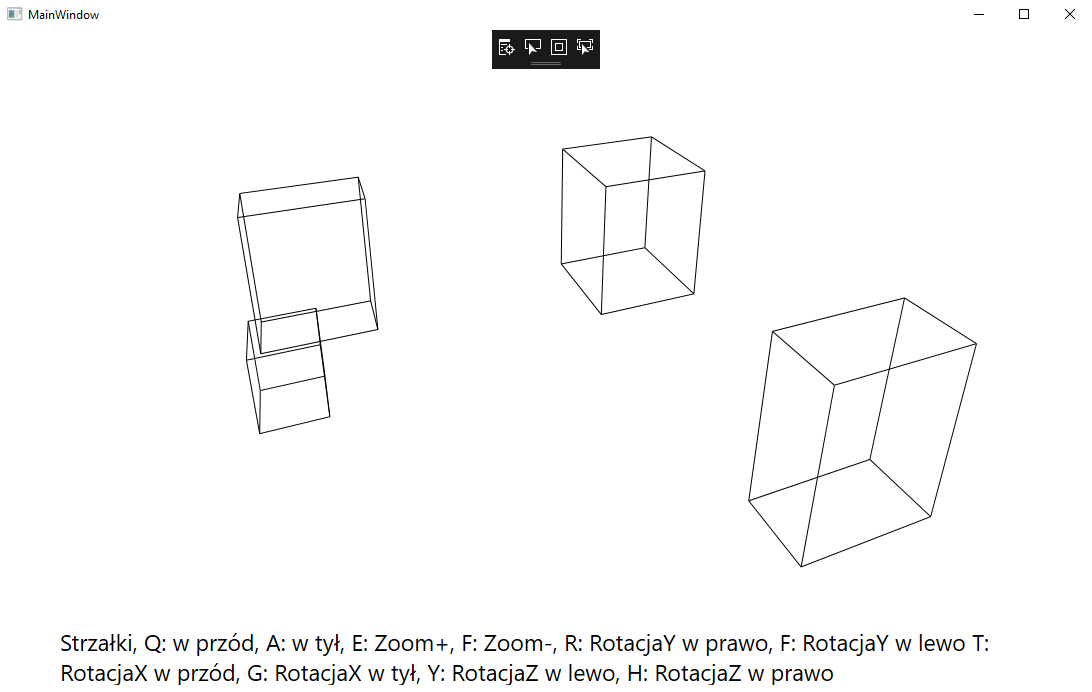 MainWindow
Strzałki, Q: w przód, A: w tył, E: Zoom+, F: Zoom-, R: RotacjaY w prawo, F: RotacjaY w lewo T:
RotacjaX w przód, G: RotacjaX w tył, Y: RotacjaZ w lewo, H: RotacjaZ w prawo